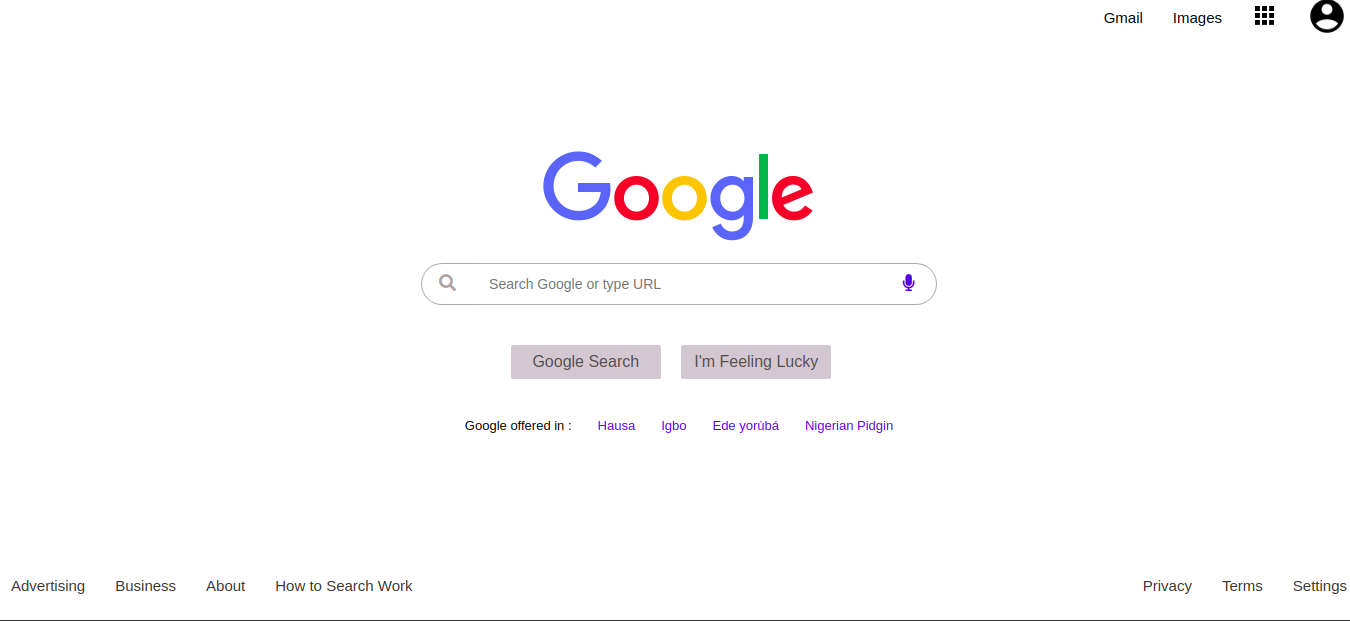 Gmail Images
Google
Search Google or type URL
Google Search I'm Feeling Lucky
Google offered in : Hausa Igbo Ede yorùbá Nigerian Pidgin
Advertising Business About How to Search Work Privacy Terms Settings